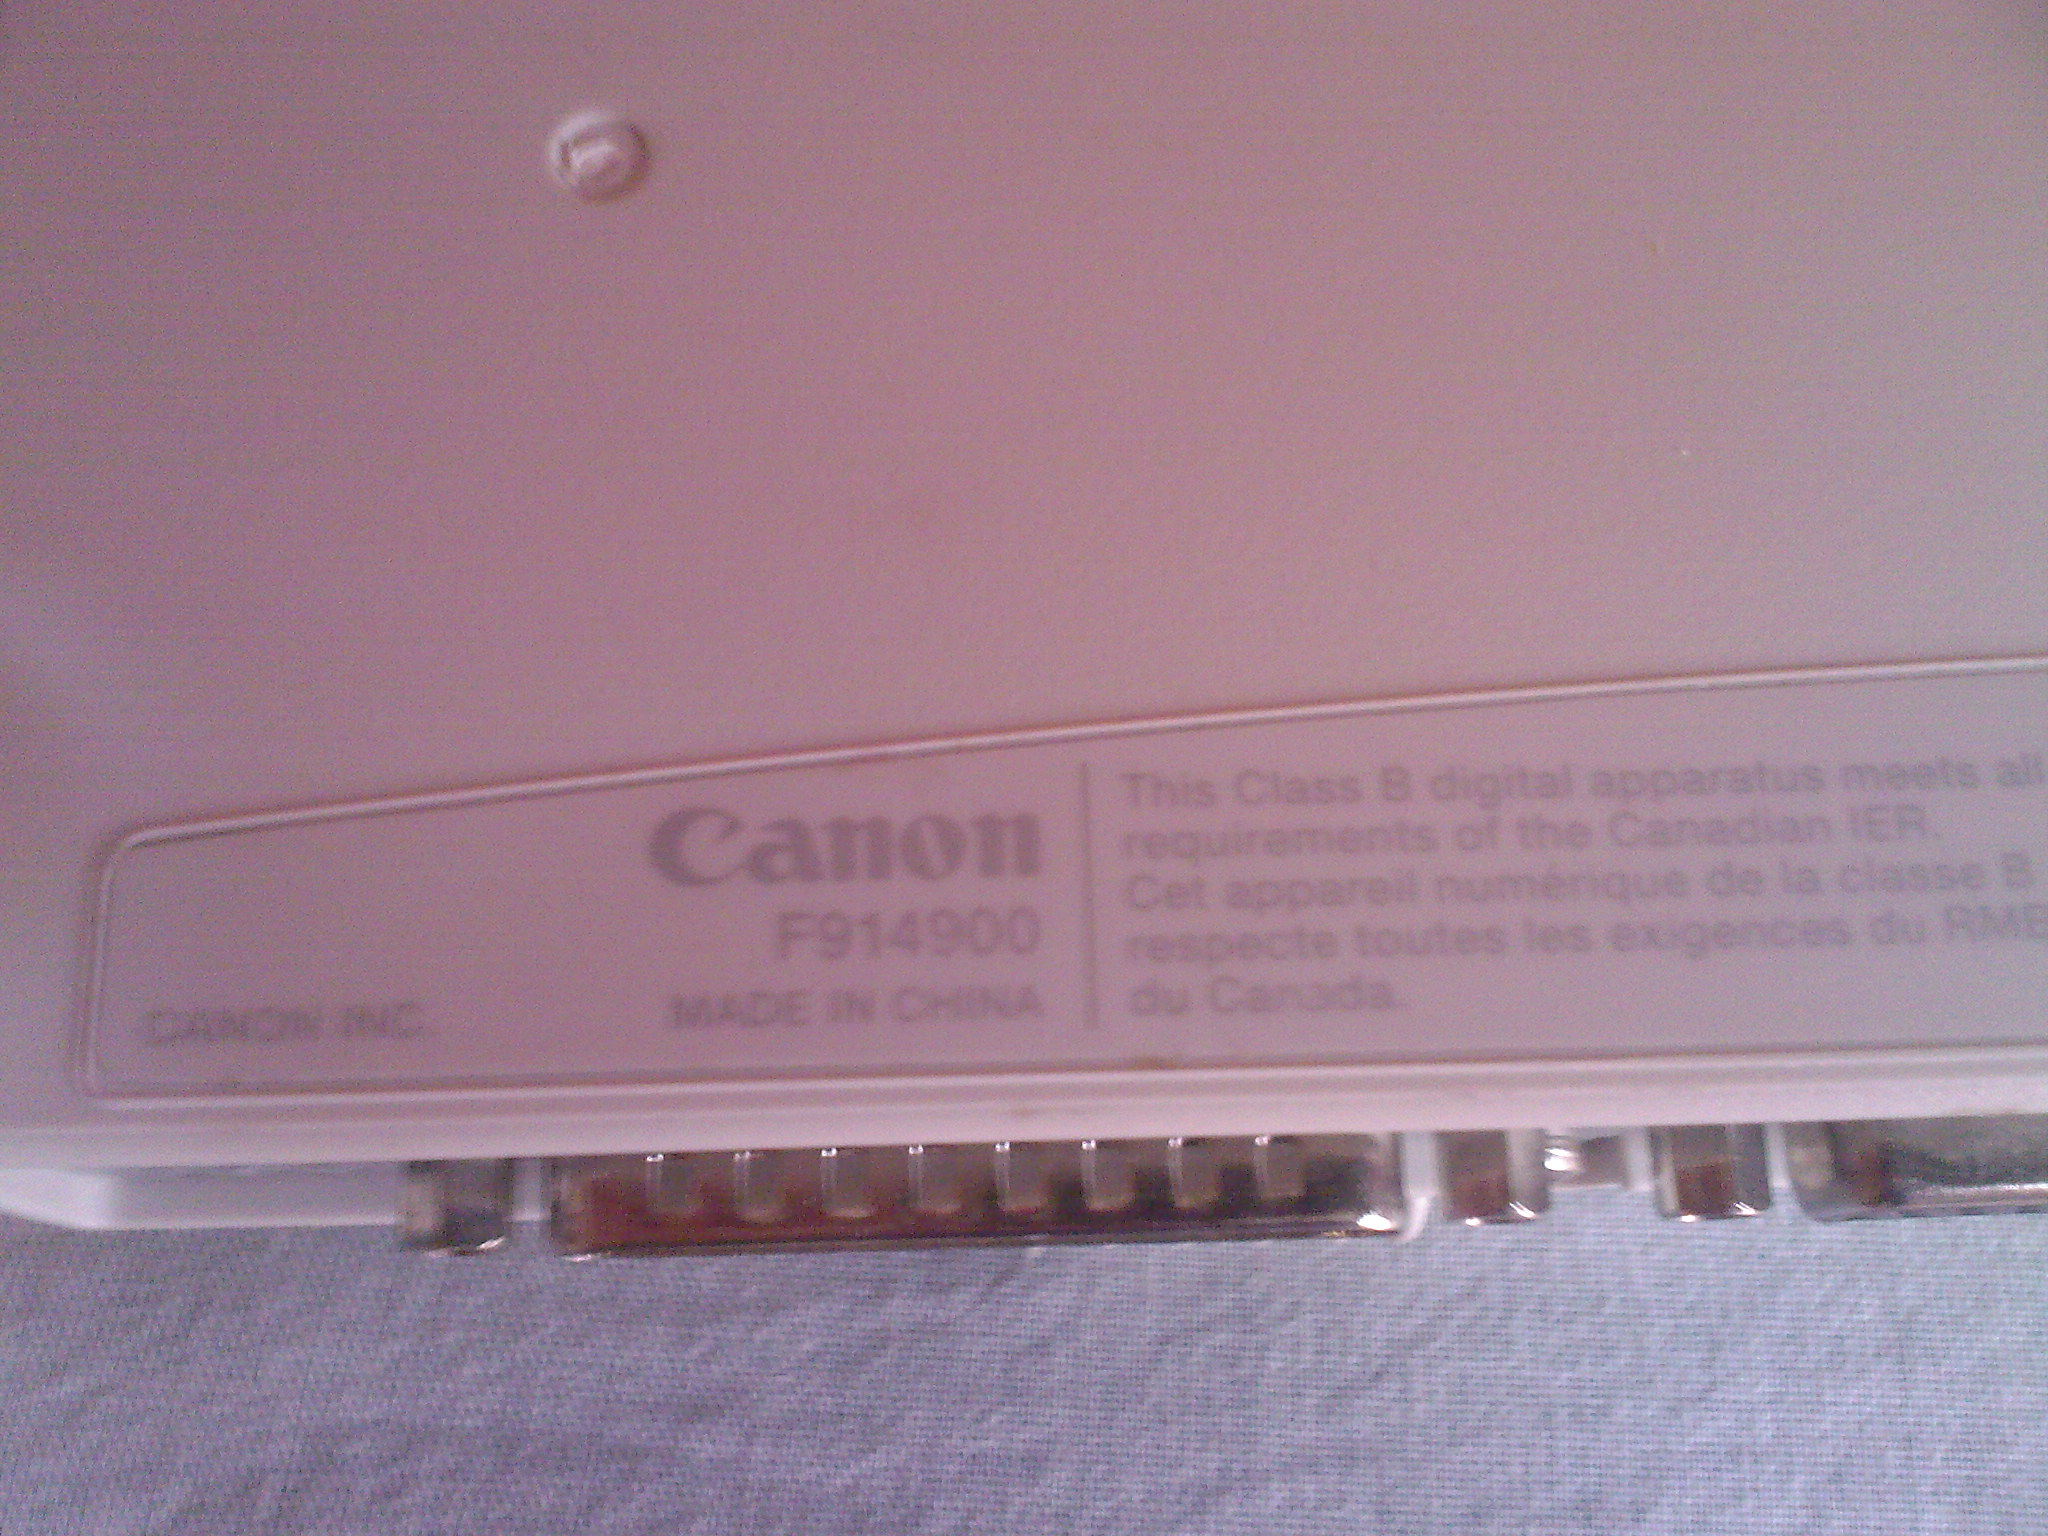 Canon
F914900
MADE IN CHINA
CANON INC.
This Class B digital apparatus meets all
requirements of the Canadian IER.
Cet appareil numérique de la classe B
respecte toutes les exigences du RMB
du Canada.